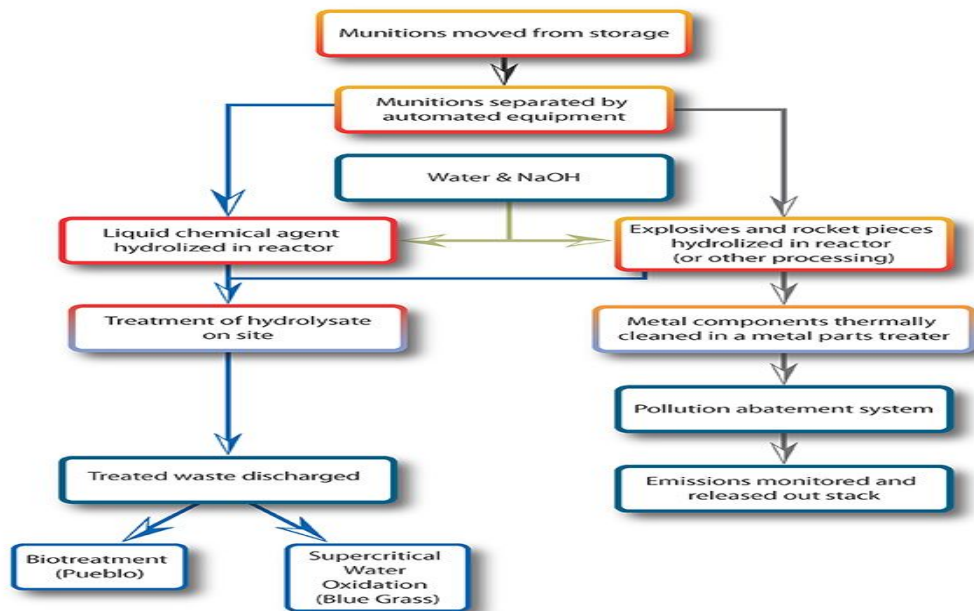 Munitions moved from storage
Munitions separated by
automated equipment
Water & NaOH
Liquid chemical agent
hydrolized in reactor
Explosives and rocket pieces
hydrolized in reactor
(or other processing)
Treatment of hydrolysate
on site
Metal components thermally
cleaned in a metal parts treater
Pollution abatement system
Treated waste discharged
Emissions monitored and
released out stack
Biotreatment
(Pueblo)
Supercritical
Water
Oxidation
(Blue Grass)